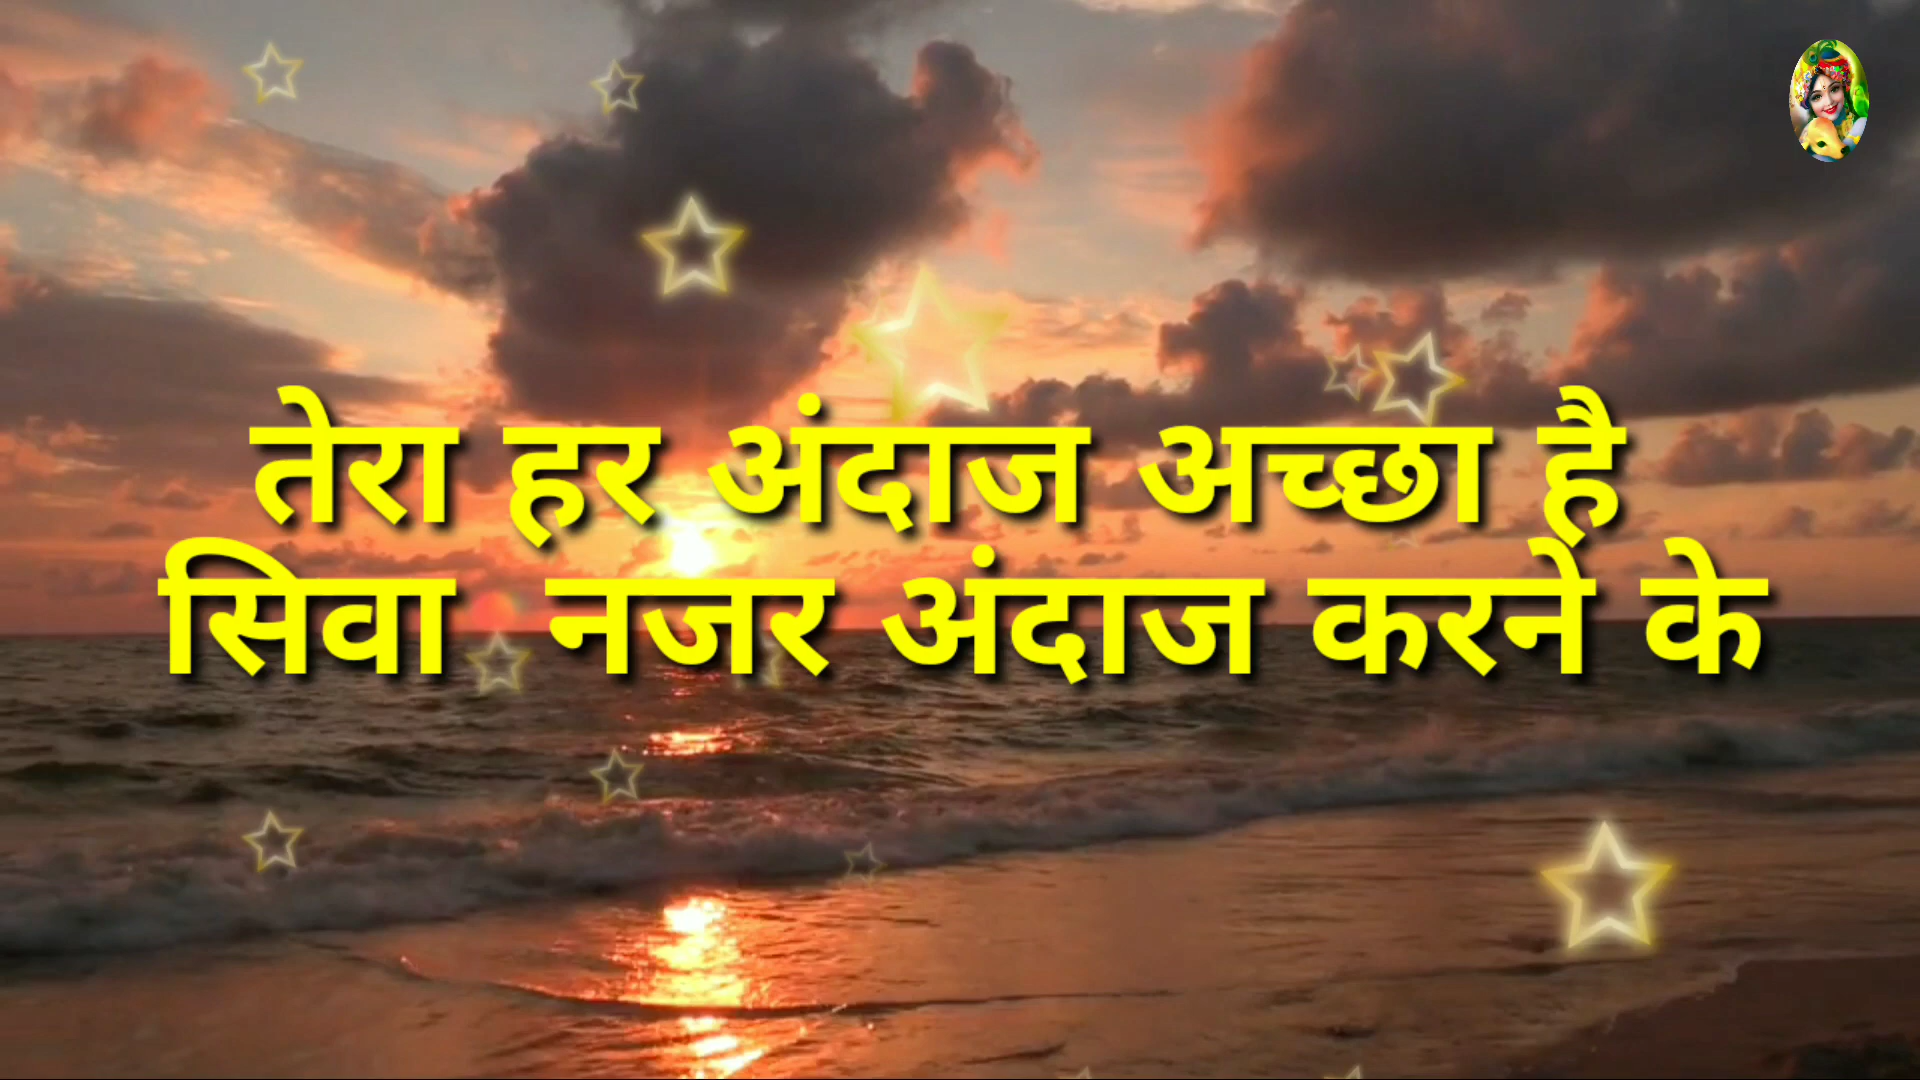 तेरा हर अंदाज अच्छा है
सिवा नजर अंदाज करने के